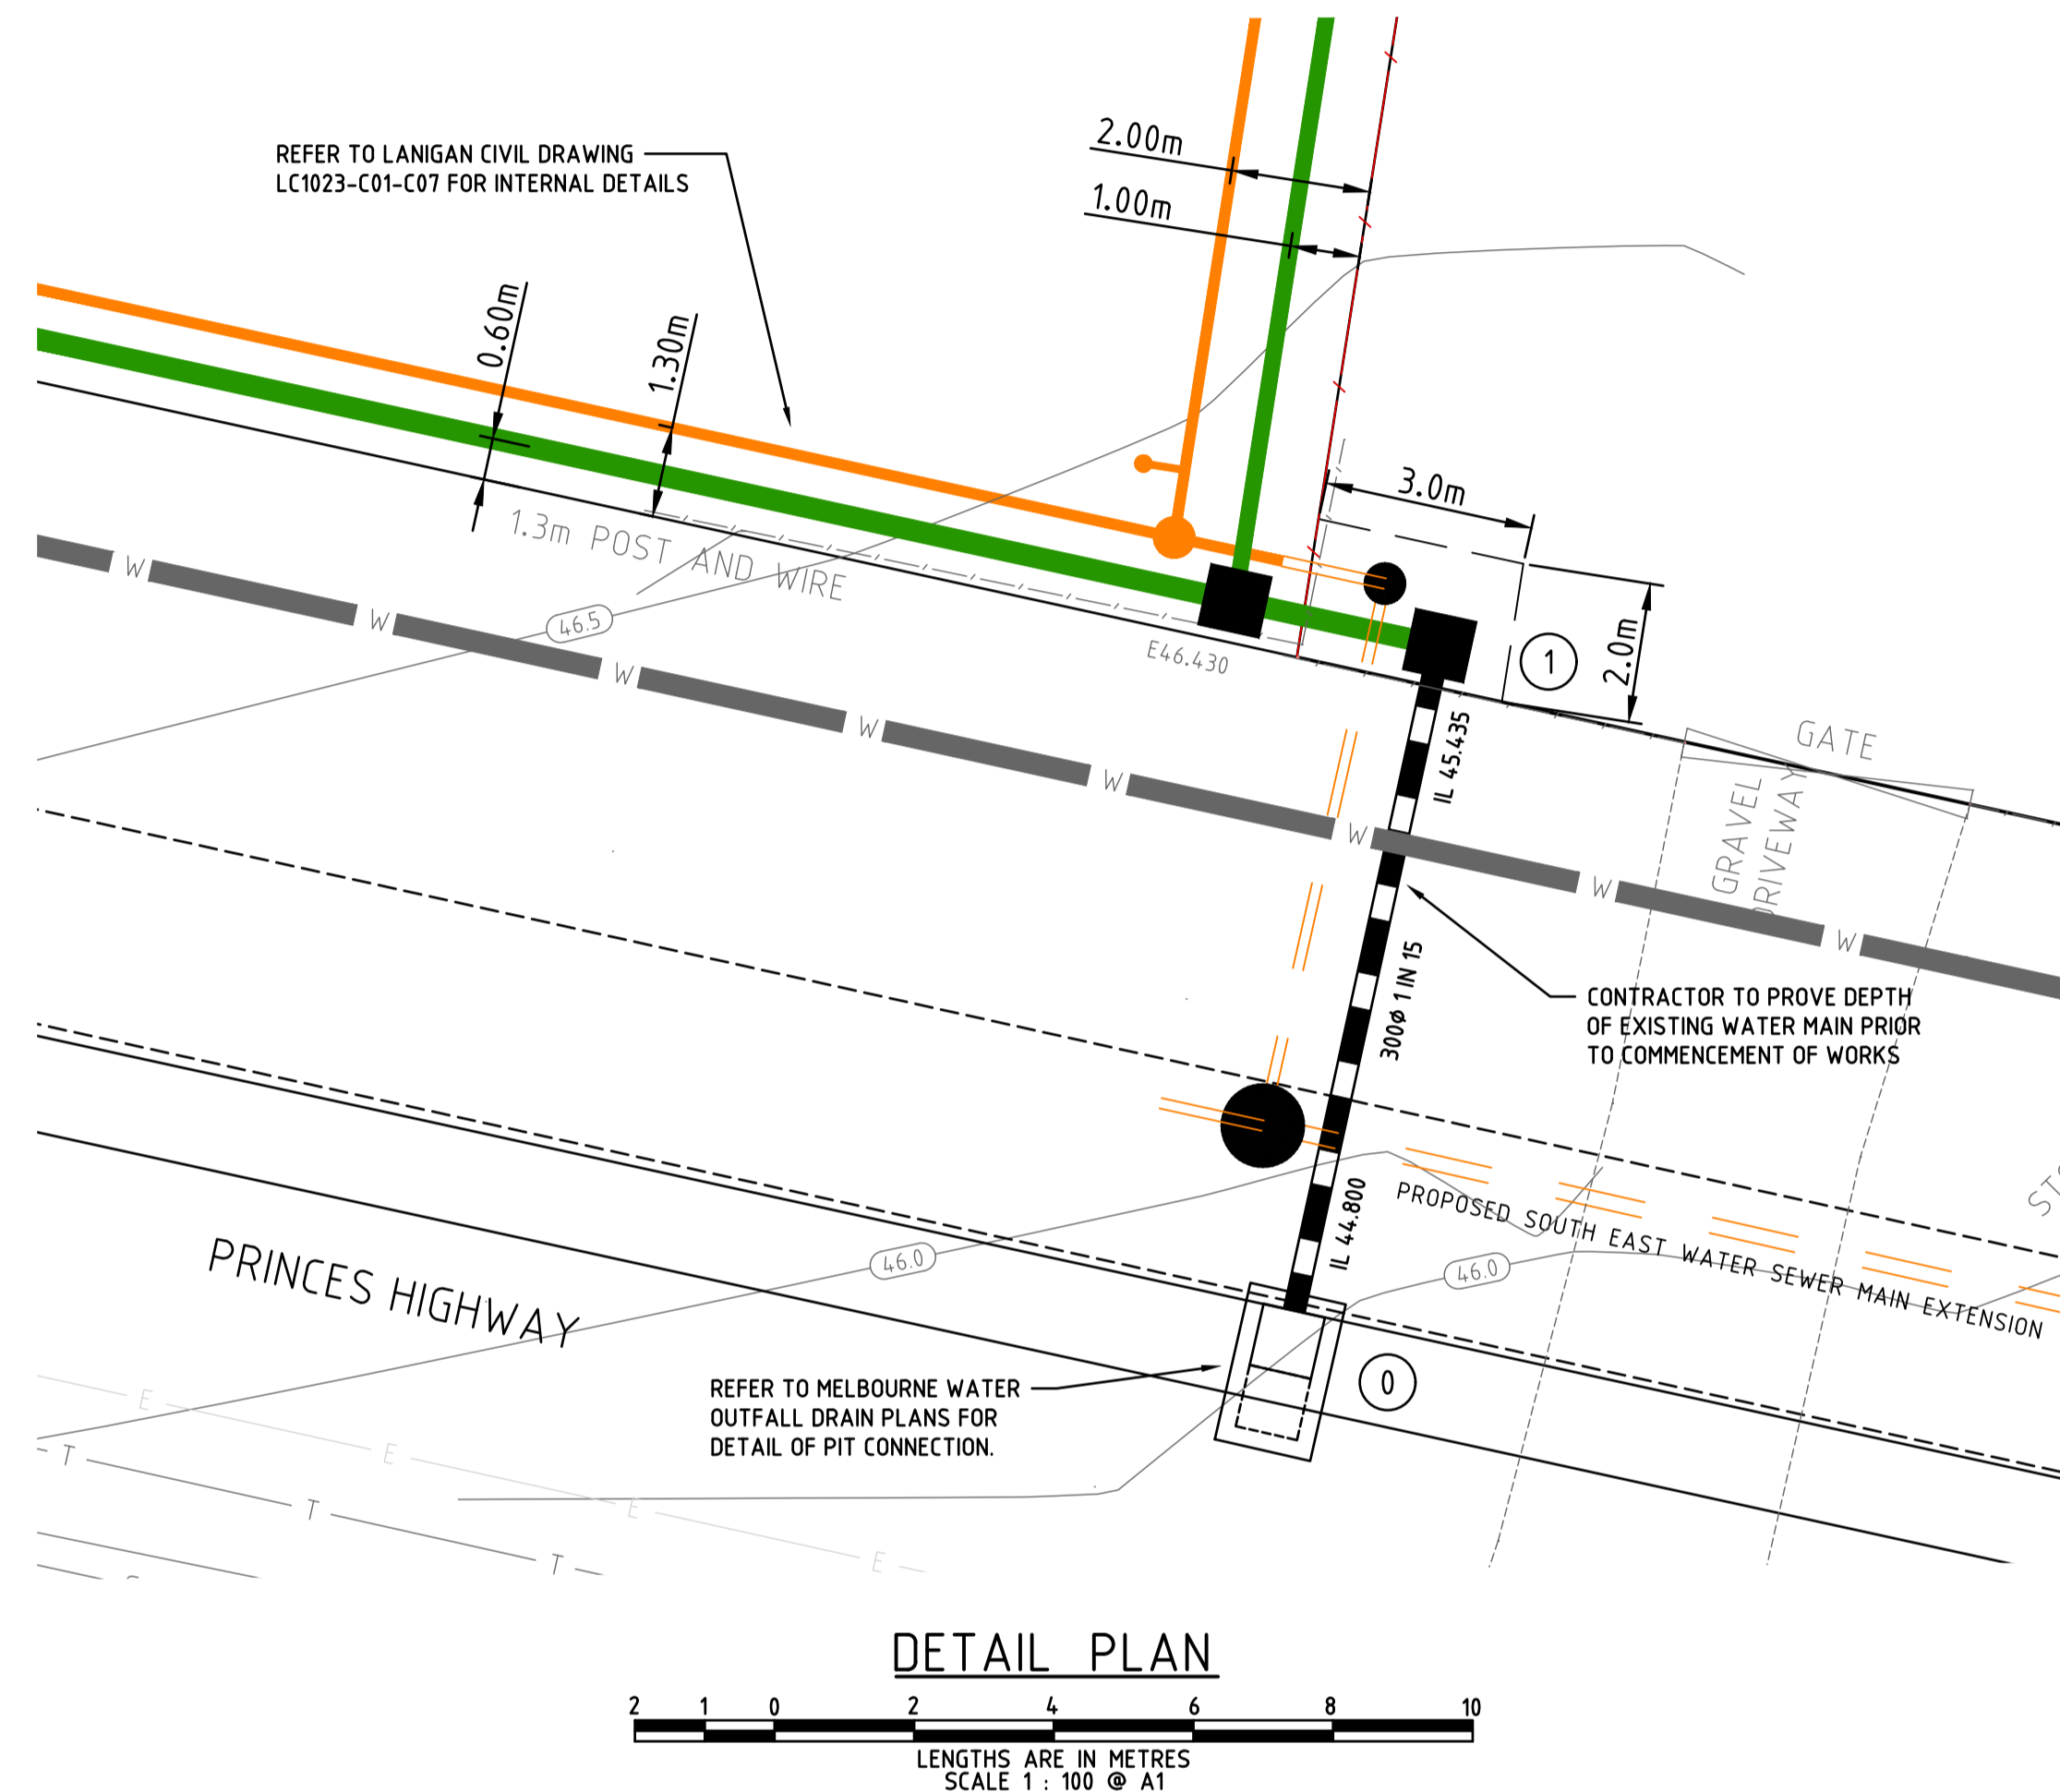 2.00m
REFER TO LANIGAN CIVIL DRAWING
LC1023-C01-C07 FOR INTERNAL DETAILS
1.00m
0.60m
1.30m
3.0m
1.3m POST AND WIRE
W
W
W
W
W
W
W
W
46.5
E46.430
1
2.0m
IL 45.435
GATE
GRAVEL
DRIVEWAY
300ø 1 IN 15
CONTRACTOR TO PROVE DEPTH
OF EXISTING WATER MAIN PRIOR
TO COMMENCEMENT OF WORKS
IL 44.800
PROPOSED SOUTH EAST WATER SEWER MAIN EXTENSION
46.0
46.0
PRINCES HIGHWAY
REFER TO MELBOURNE WATER
OUTFALL DRAIN PLANS FOR
DETAIL OF PIT CONNECTION.
0
E
E
E
E
T
T
T
DETAIL PLAN
2 1 0 2 4 6 8 10
LENGTHS ARE IN METRES
SCALE 1 : 100 @ A1